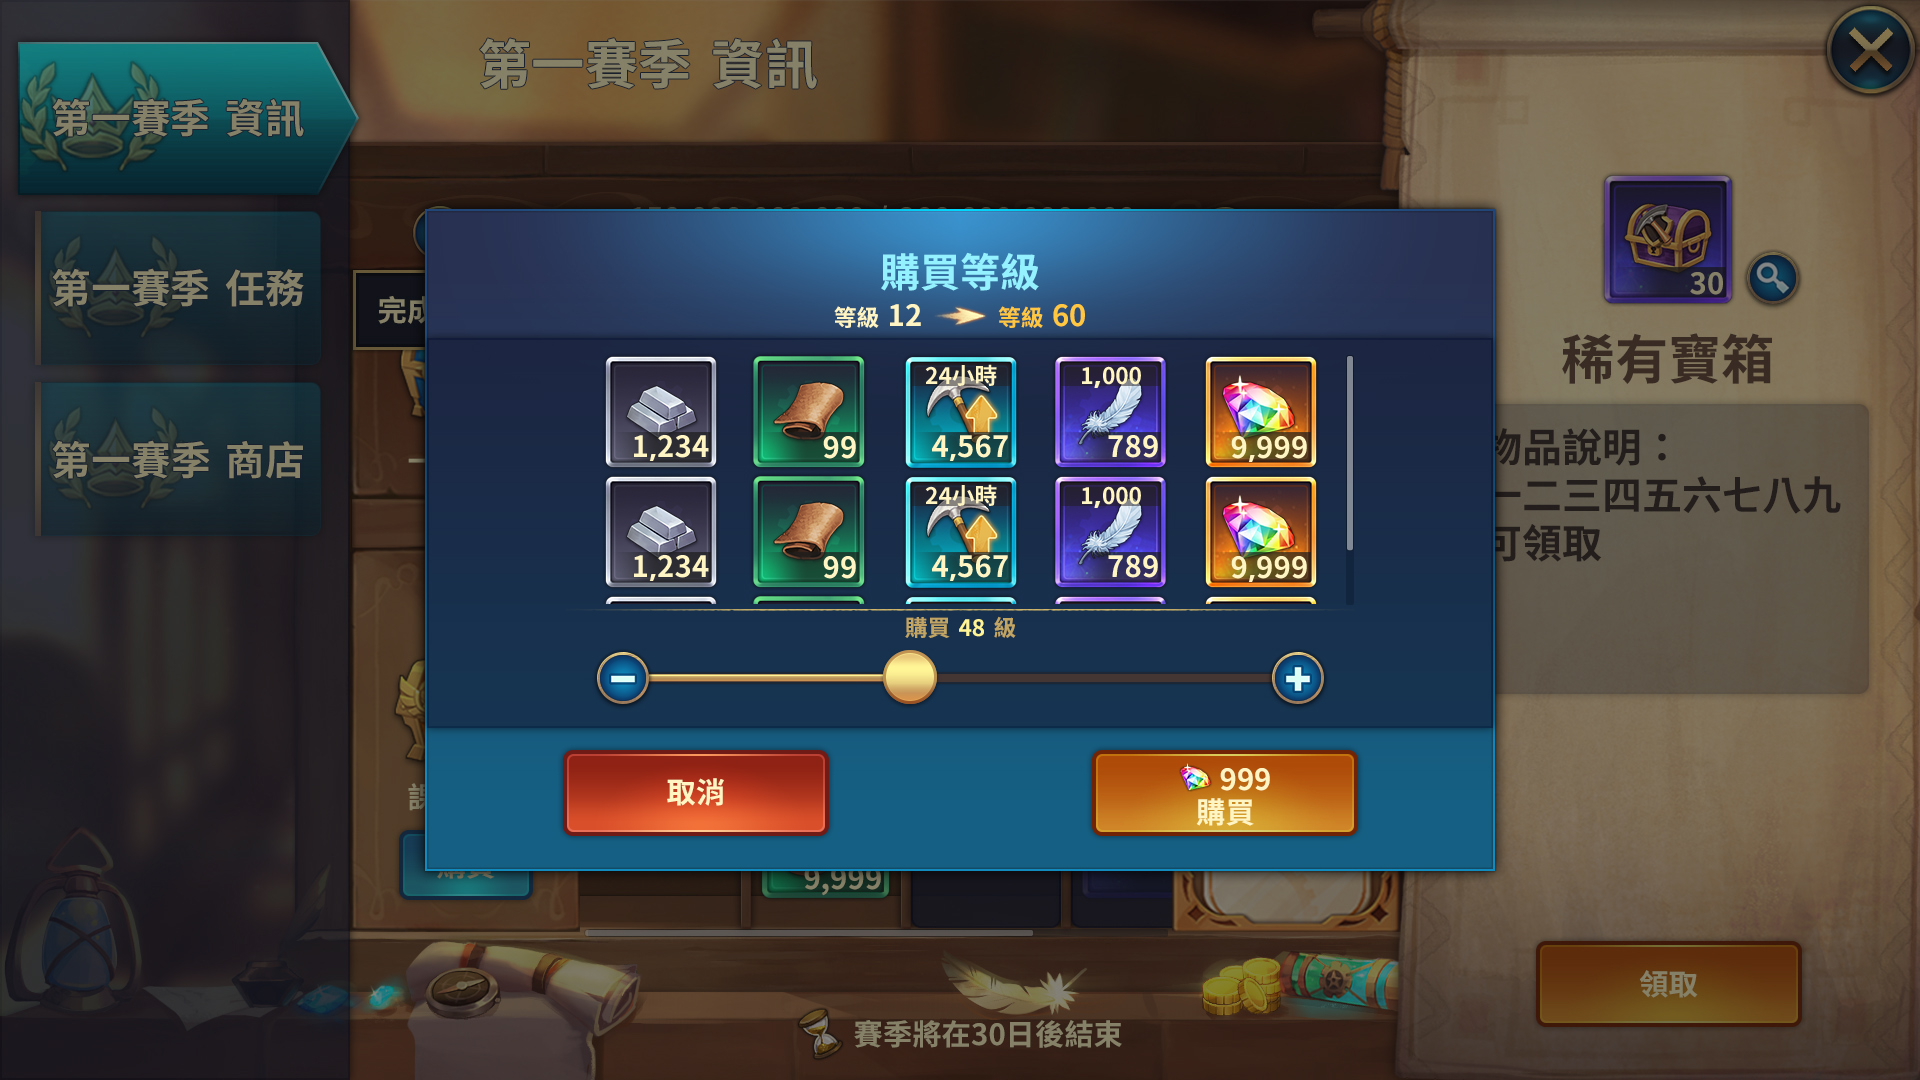 第一賽季 資訊
第一賽季 資訊
第一賽季 任務
第一賽季 商店
購買等級
等級 12 等級 60
24小時 1,000
1,234 99 4,567 789 9,999
24小時 1,000
1,234 99 4,567 789 9,999
購買 48 級
取消
999
購買
完成
9,999
30
稀有寶箱
物品說明：
一二三四五六七八九
可領取
領取
賽季將在30日後結束